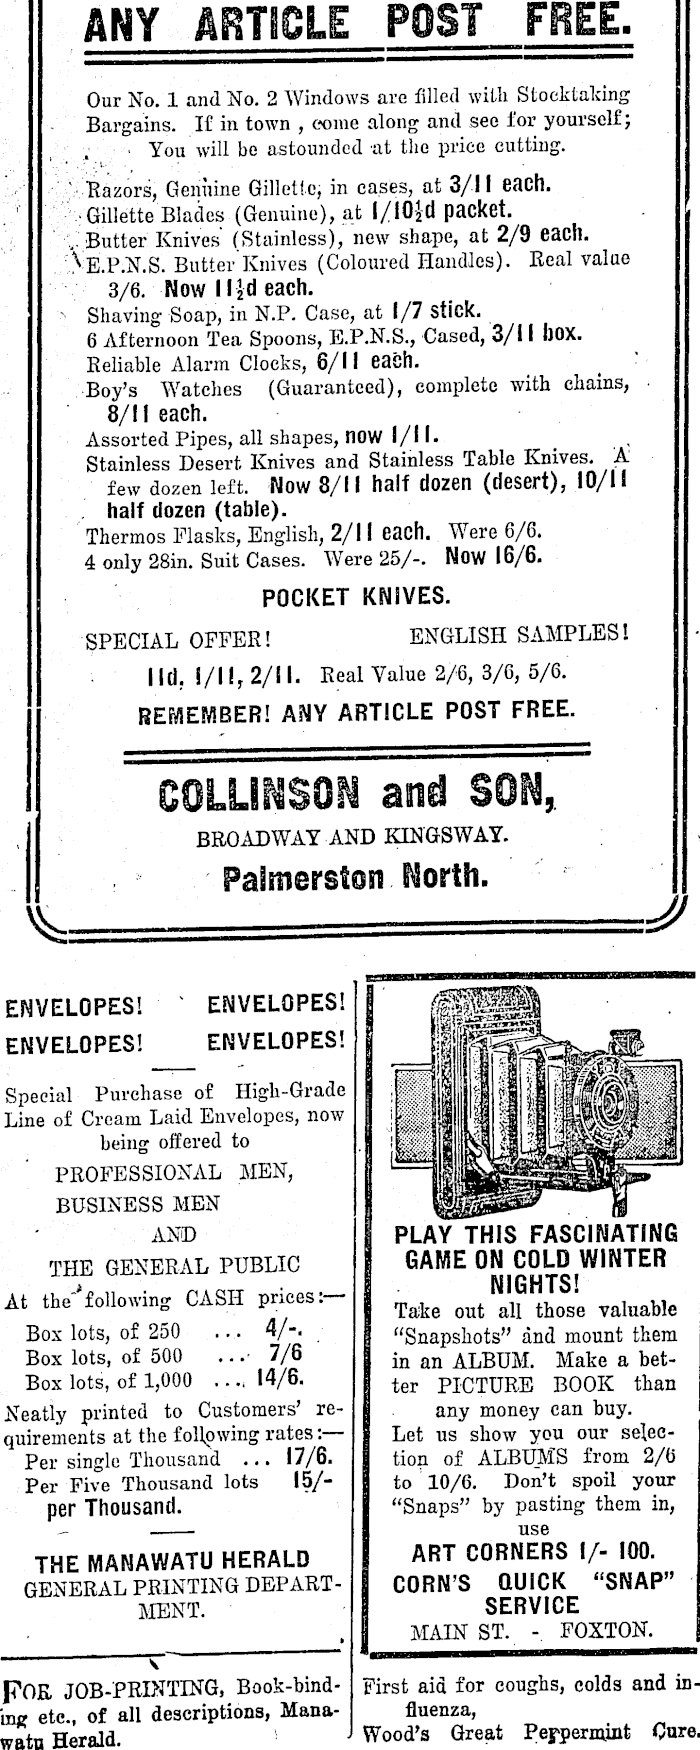 ANY ARTICLE POST FREE.
Our No. 1 and No. 2 Windows are filled with Stocktaking
Bargains. If in town , come along and see for yourself;
You will be astounded at the price cutting.
Razors, Genuine Gillette, in cases, at 3/11 each.
Gillette Blades (Genuine), at 1/10½d packet.
Butter Knives (Stainless), new shape, at 2/9 each.
E.P.N.S. Butter Knives (Coloured Handles). Real value
3/6. Now 11½d each.
Shaving Soap, in N.P. Case, at 1/7 stick.
6 Afternoon Tea Spoons, E.P.N.S., Cased, 3/11 box.
Reliable Alarm Clocks, 6/11 each.
Boy's Watches (Guaranteed), complete with chains,
8/11 each.
Assorted Pipes, all shapes, now 1/11.
Stainless Desert Knives and Stainless Table Knives. A
few dozen left. Now 8/11 half dozen (desert), 10/11
half dozen (table).
Thermos Flasks, English, 2/11 each. Were 6/6.
4 only 28in. Suit Cases. Were 25/-. Now 16/6.
POCKET KNIVES.
SPECIAL OFFER! ENGLISH SAMPLES!
11d, 1/11, 2/11. Real Value 2/6, 3/6, 5/6.
REMEMBER! ANY ARTICLE POST FREE.
COLLINSON and SON,
BROADWAY AND KINGSWAY.
Palmerston North.
ENVELOPES! ENVELOPES!
ENVELOPES! ENVELOPES!
Special Purchase of High-Grade
Line of Cream Laid Envelopes, now
being offered to
PROFESSIONAL MEN,
BUSINESS MEN
AND
THE GENERAL PUBLIC
At the following CASH prices:—
Box lots, of 250 ... 4/-.
Box lots, of 500 ... 7/6
Box lots, of 1,000 ... 14/6.
Neatly printed to Customers' re-
quirements at the following rates:—
Per single Thousand ... 17/6.
Per Five Thousand lots 15/-
per Thousand.
THE MANAWATU HERALD
GENERAL PRINTING DEPART-
MENT.
FOR JOB-PRINTING, Book-bind-
ing etc., of all descriptions, Mana-
watu Herald.
PLAY THIS FASCINATING
GAME ON COLD WINTER
NIGHTS!
Take out all those valuable
"Snapshots" and mount them
in an ALBUM. Make a bet-
ter PICTURE BOOK than
any money can buy.
Let us show you our selec-
tion of ALBUMS from 2/6
to 10/6. Don't spoil your
"Snaps" by pasting them in,
use
ART CORNERS 1/- 100.
CORN'S QUICK "SNAP"
SERVICE
MAIN ST. - FOXTON.
First aid for coughs, colds and in-
fluenza,
Wood's Great Peppermint Cure.